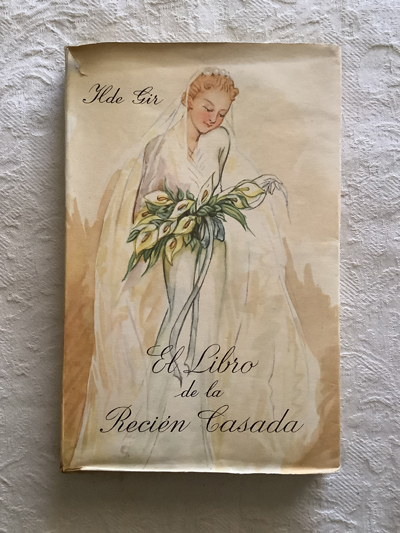 Ilde Gir
El Libro
de la
Recién Casada